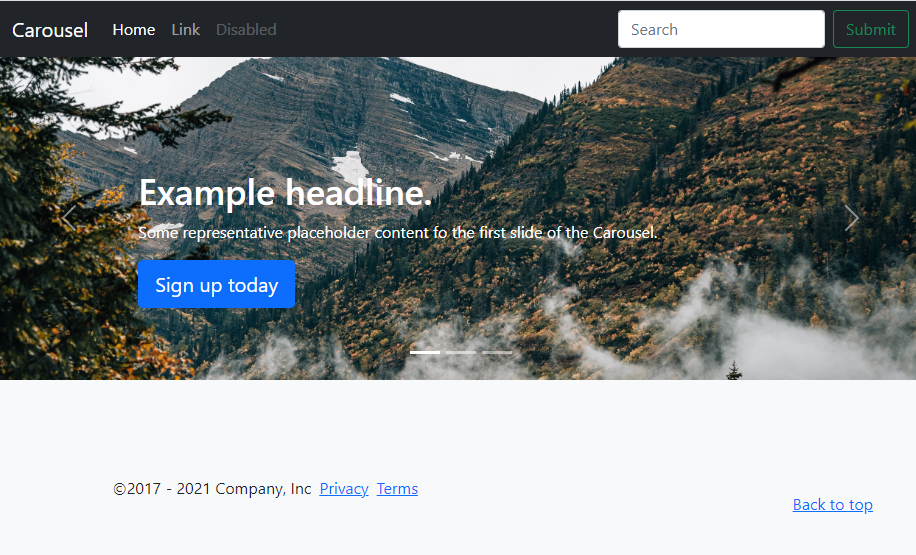 Carousel Home Link Disabled Search Submit
Example headline.
Some representative placeholder content fo the first slide of the Carousel.
Sign up today
©2017 - 2021 Company, Inc Privacy Terms
Back to top